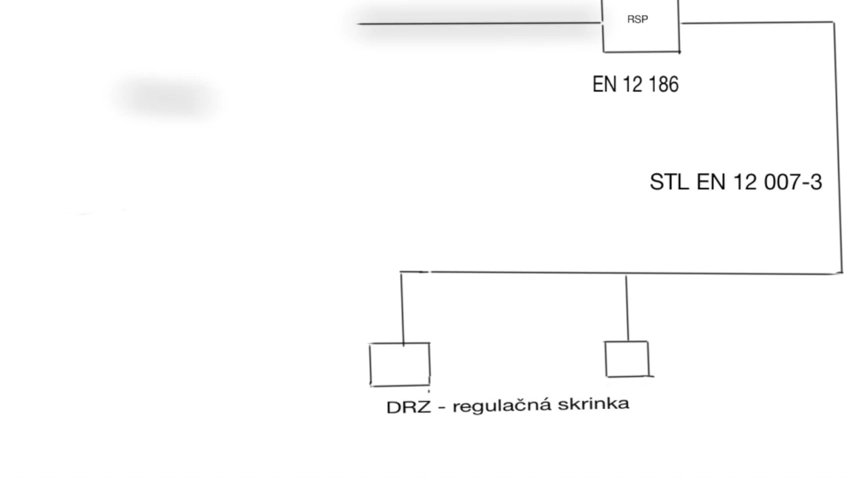 RSP
EN 12 186
STL EN 12 007-3
DRZ - regulačná skrinka